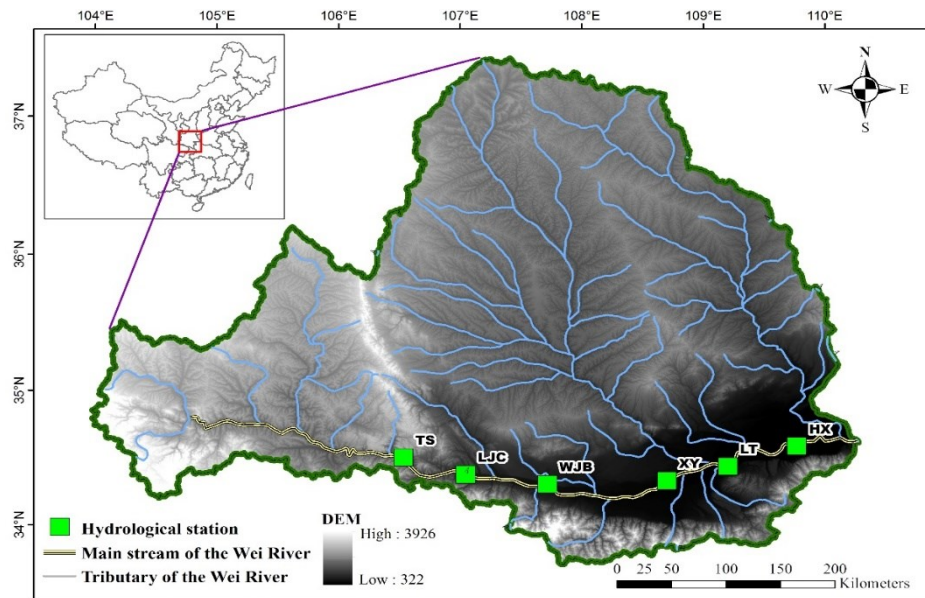 104°E 105°E 106°E 107°E 108°E 109°E 110°E
N
W E
S
37°N
36°N
35°N
34°N
TS
LJC
WJB
XY
LT
HX
Hydrological station
Main stream of the Wei River
Tributary of the Wei River
DEM
High : 3926
Low : 322
0 25 50 100 150 200
Kilometers